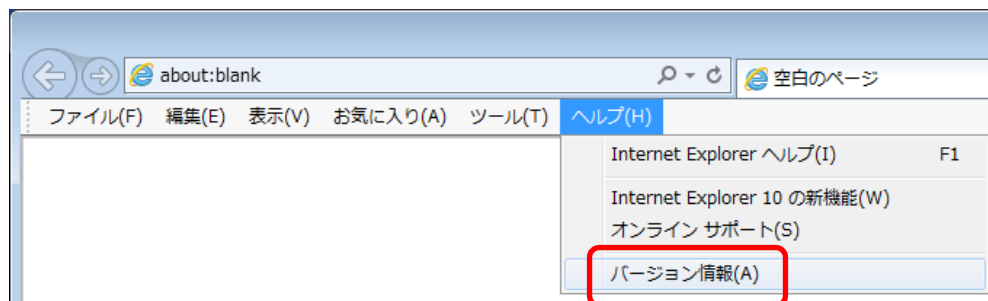 about:blank
空白のページ
ファイル(F) 編集(E) 表示(V) お気に入り(A) ツール(T) ヘルプ(H)
Internet Explorer ヘルプ(I) F1
Internet Explorer 10 の新機能(W)
オンライン サポート(S)
バージョン情報(A)